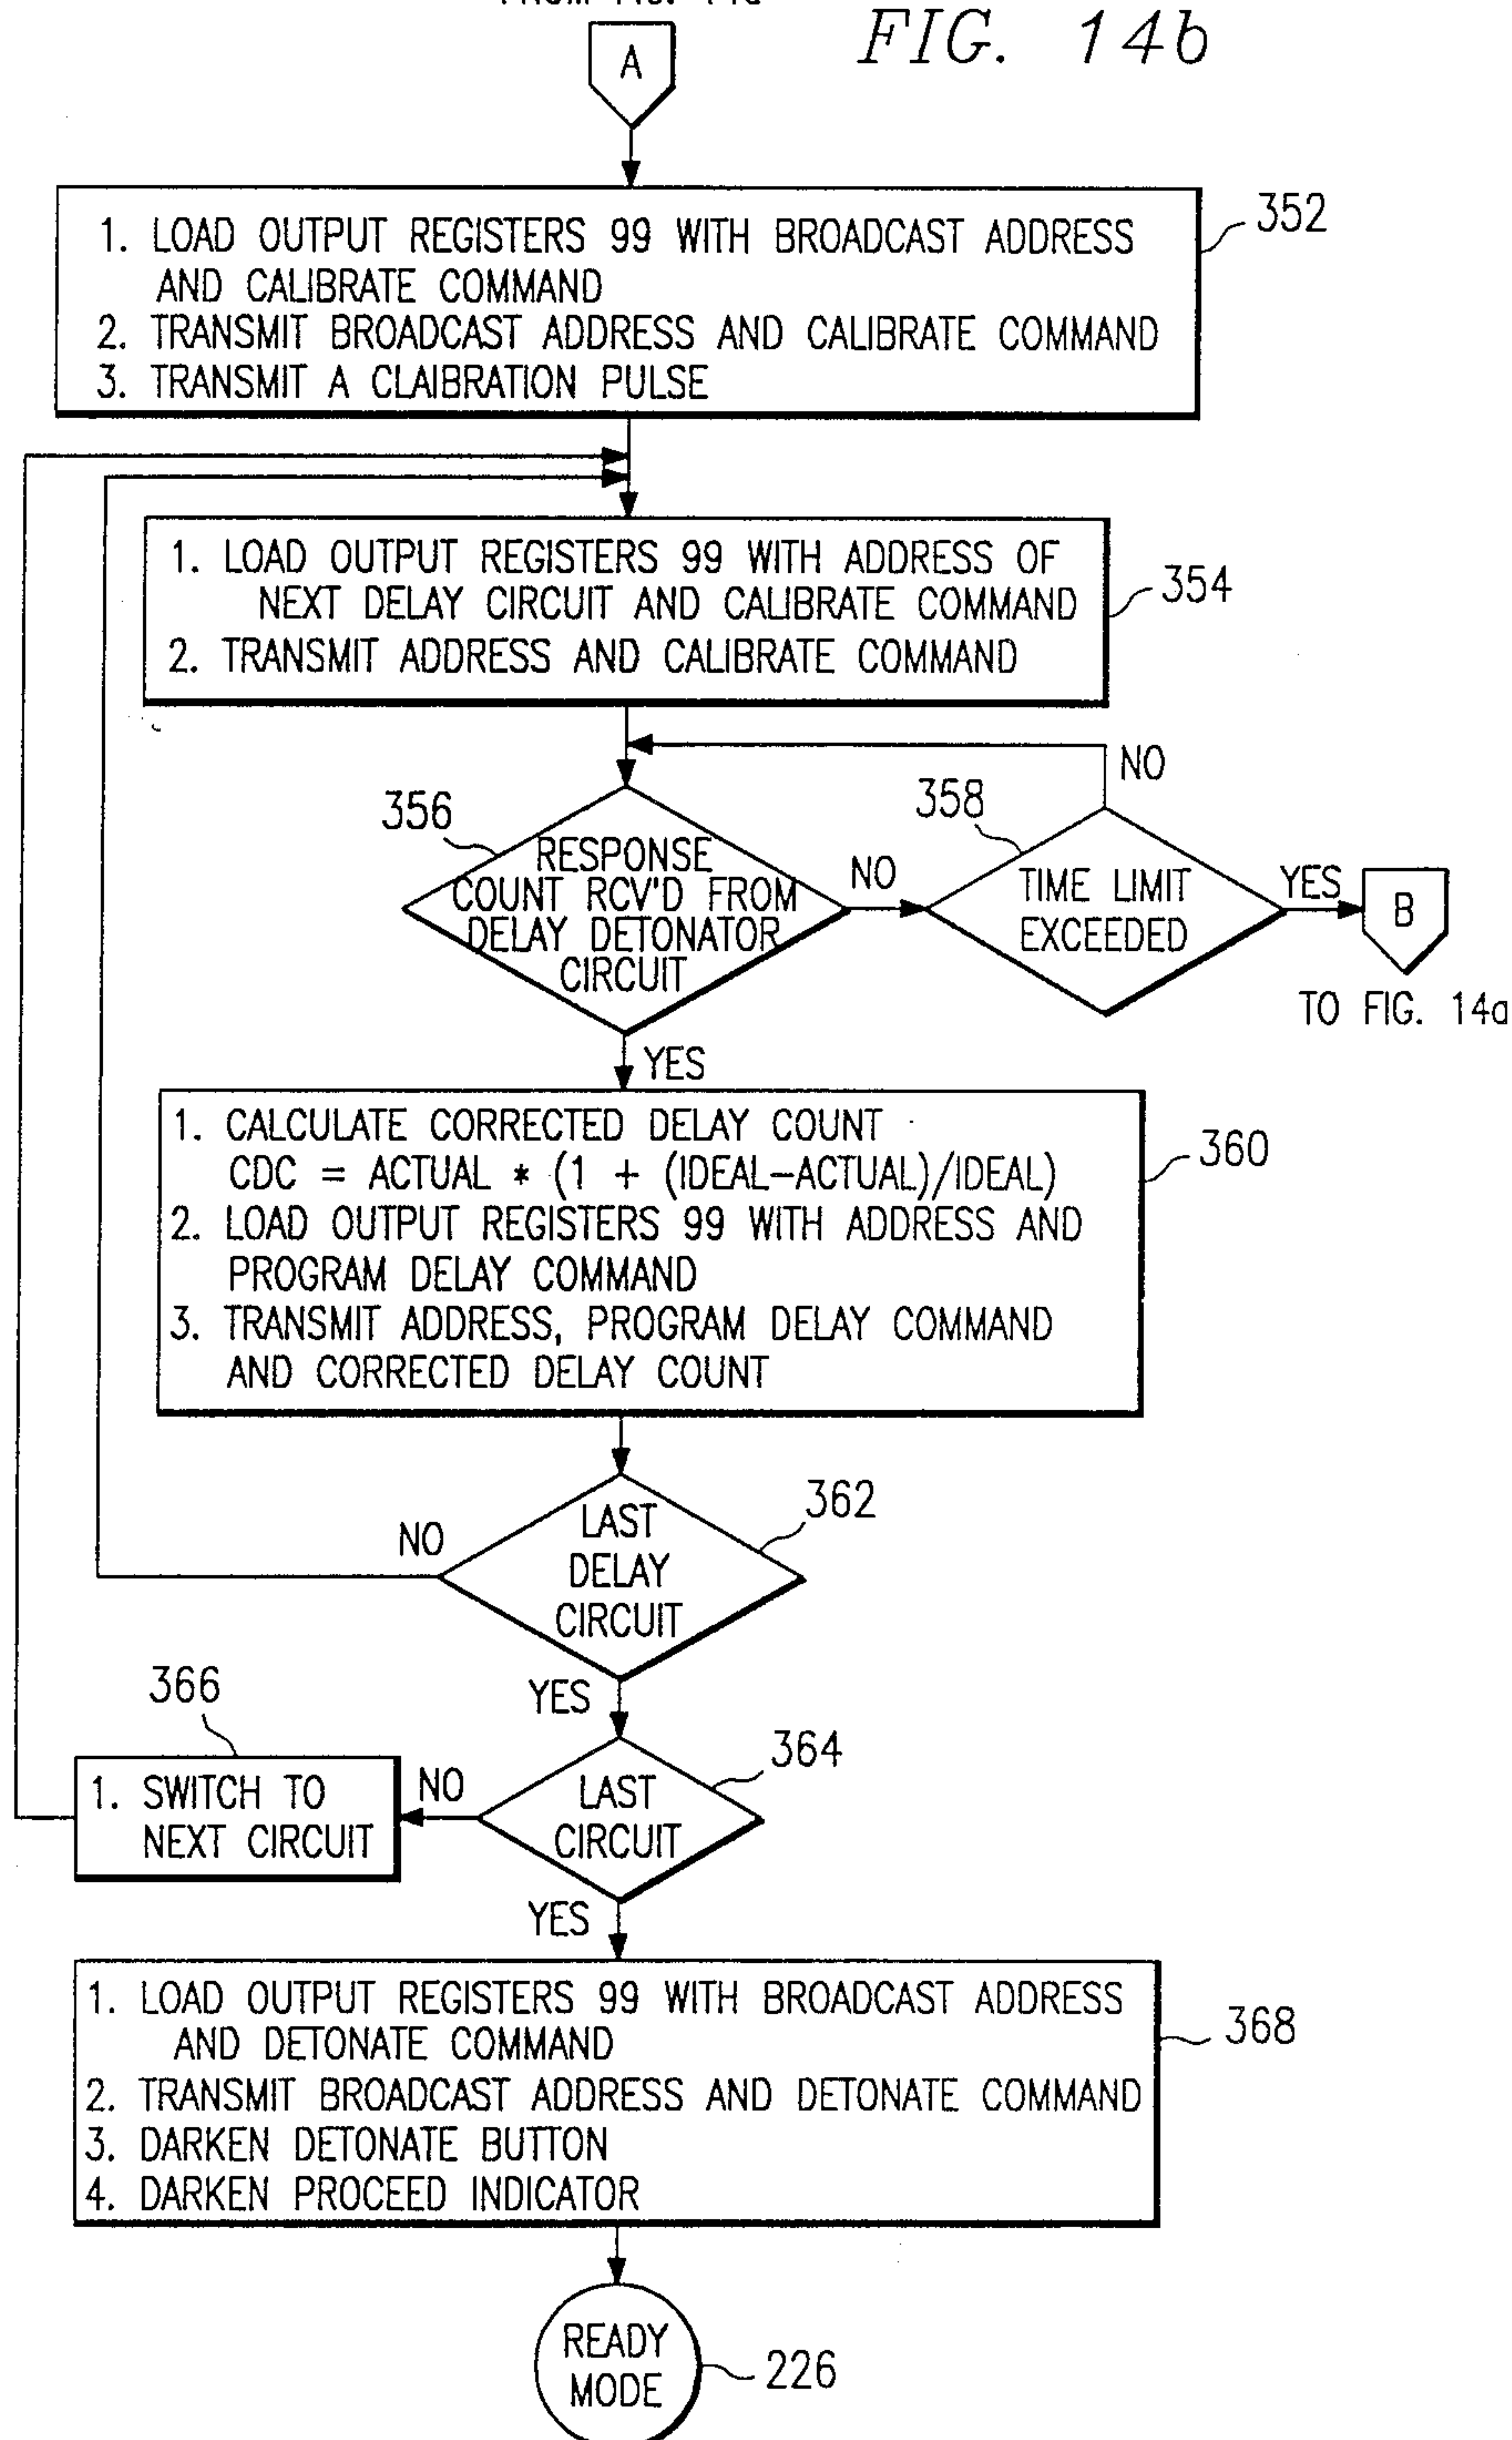 FIG. 14b
A
1. LOAD OUTPUT REGISTERS 99 WITH BROADCAST ADDRESS
AND CALIBRATE COMMAND
2. TRANSMIT BROADCAST ADDRESS AND CALIBRATE COMMAND
3. TRANSMIT A CLAIBRATION PULSE
352
1. LOAD OUTPUT REGISTERS 99 WITH ADDRESS OF
NEXT DELAY CIRCUIT AND CALIBRATE COMMAND
2. TRANSMIT ADDRESS AND CALIBRATE COMMAND
354
NO
356
RESPONSE
COUNT RCV'D FROM
DELAY DETONATOR
CIRCUIT
NO
358
TIME LIMIT
EXCEEDED
YES
B
TO FIG. 14a
YES
1. CALCULATE CORRECTED DELAY COUNT
CDC = ACTUAL * (1 + (IDEAL-ACTUAL)/IDEAL)
2. LOAD OUTPUT REGISTERS 99 WITH ADDRESS AND
PROGRAM DELAY COMMAND
3. TRANSMIT ADDRESS, PROGRAM DELAY COMMAND
AND CORRECTED DELAY COUNT
360
NO
LAST
DELAY
CIRCUIT
362
YES
366
1. SWITCH TO
NEXT CIRCUIT
NO
LAST
CIRCUIT
364
YES
1. LOAD OUTPUT REGISTERS 99 WITH BROADCAST ADDRESS
AND DETONATE COMMAND
2. TRANSMIT BROADCAST ADDRESS AND DETONATE COMMAND
3. DARKEN DETONATE BUTTON
4. DARKEN PROCEED INDICATOR
368
READY
MODE
226